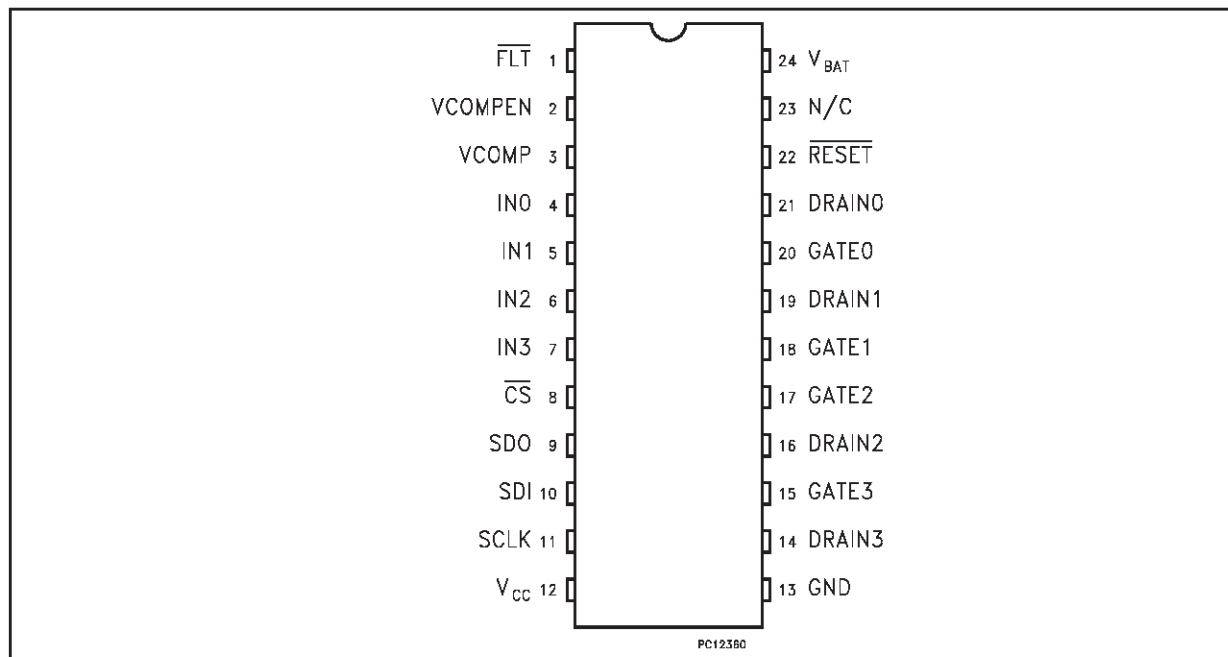 FLT 1
VCOMPEN 2
VCOMP 3
IN0 4
IN1 5
IN2 6
IN3 7
CS 8
SDO 9
SDI 10
SCLK 11
VCC 12
24 VBAT
23 N/C
22 RESET
21 DRAIN0
20 GATE0
19 DRAIN1
18 GATE1
17 GATE2
16 DRAIN2
15 GATE3
14 DRAIN3
13 GND
PC12360